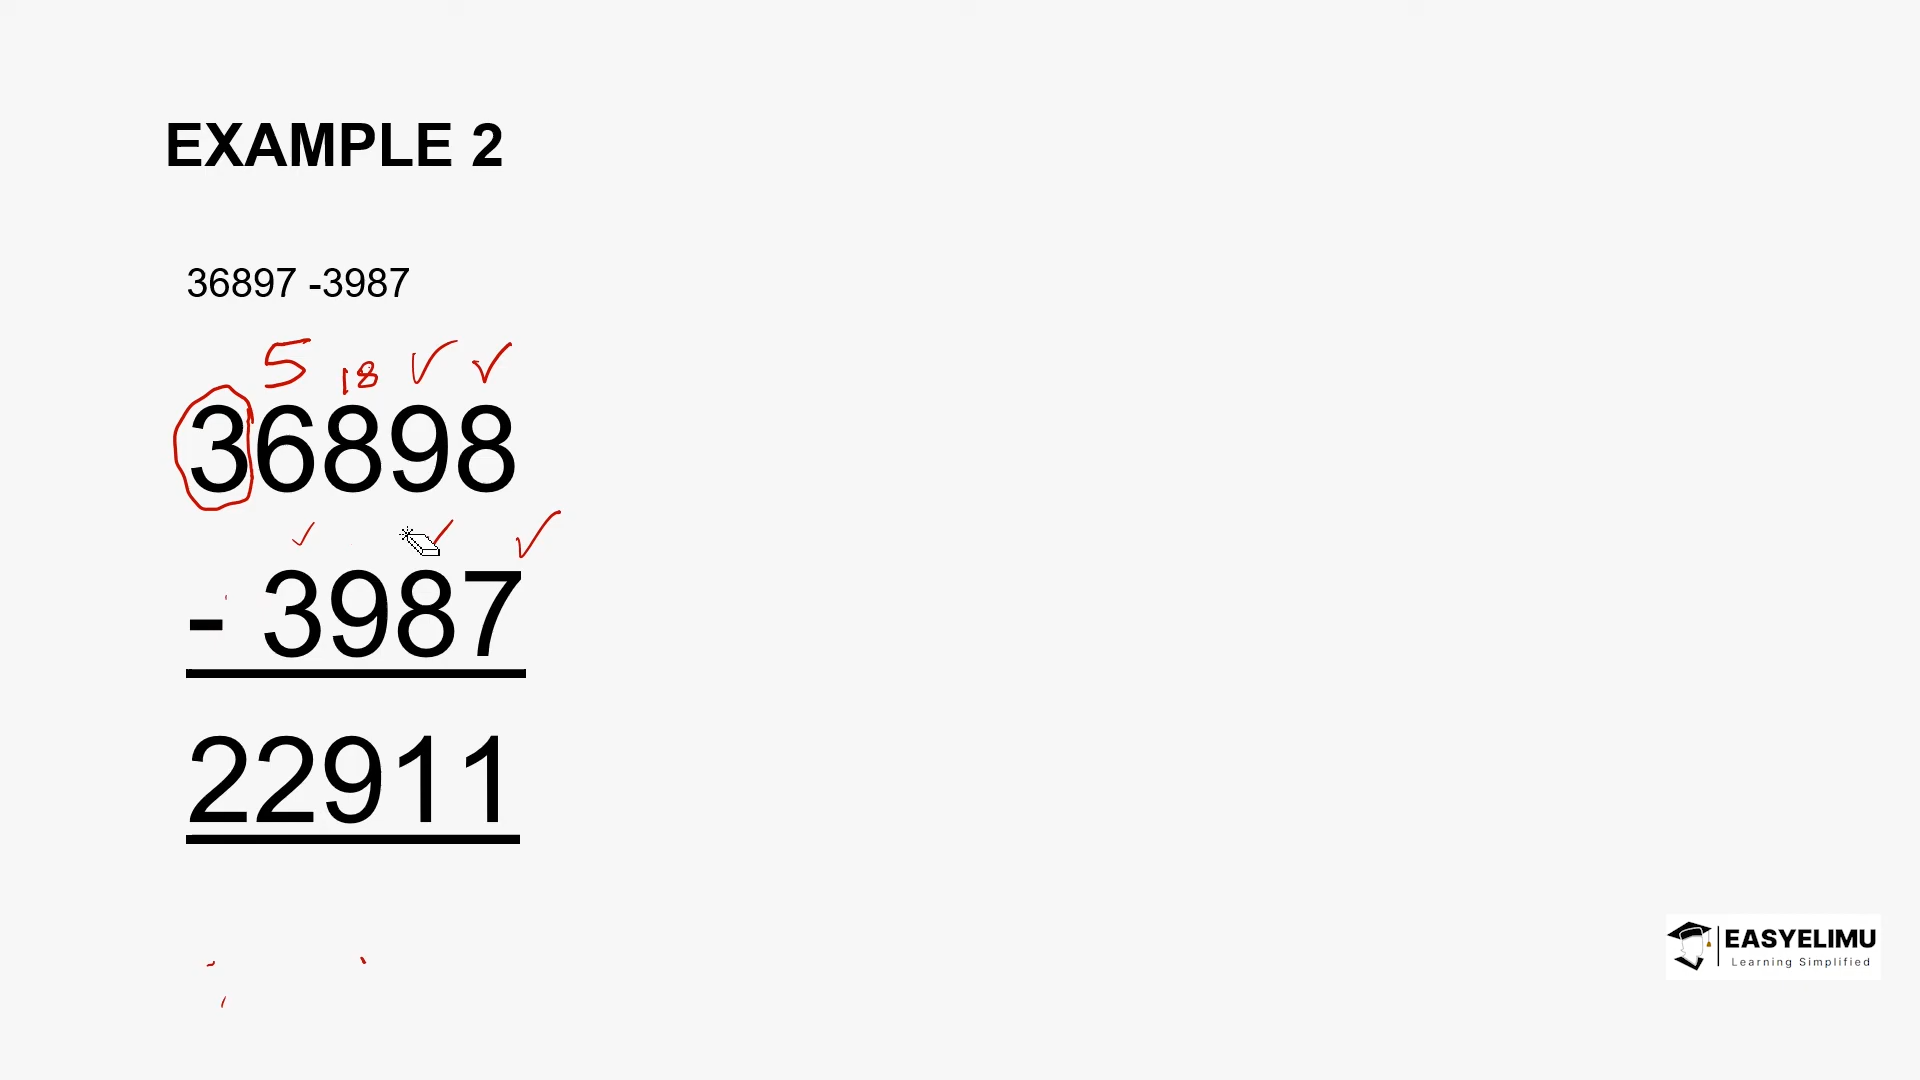 EXAMPLE 2
36897 -3987
5 18 ✓ ✓
36898
✓ ✓ ✓
- 3987
22911
EASYELIMU
Learning Simplified